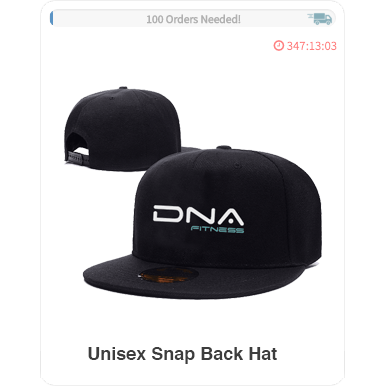 100 Orders Needed!
347:13:03
DNA
FITNESS
Unisex Snap Back Hat